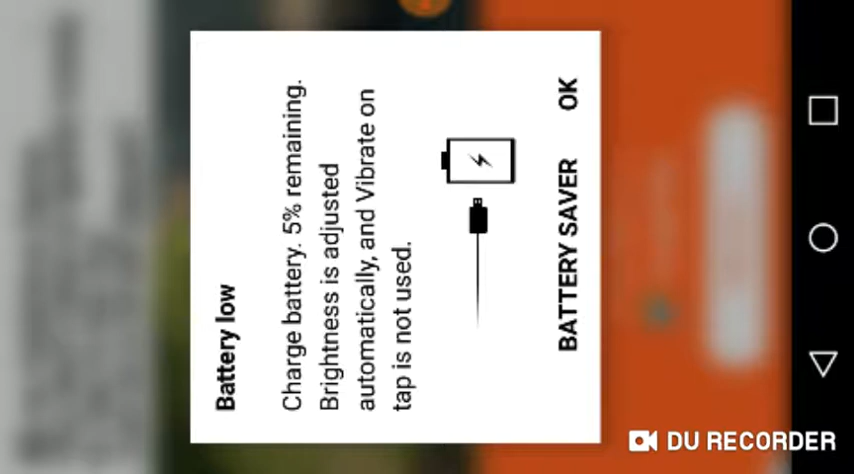 Battery low
Charge battery. 5% remaining.
Brightness is adjusted
automatically, and Vibrate on
tap is not used.
BATTERY SAVER OK
DU RECORDER